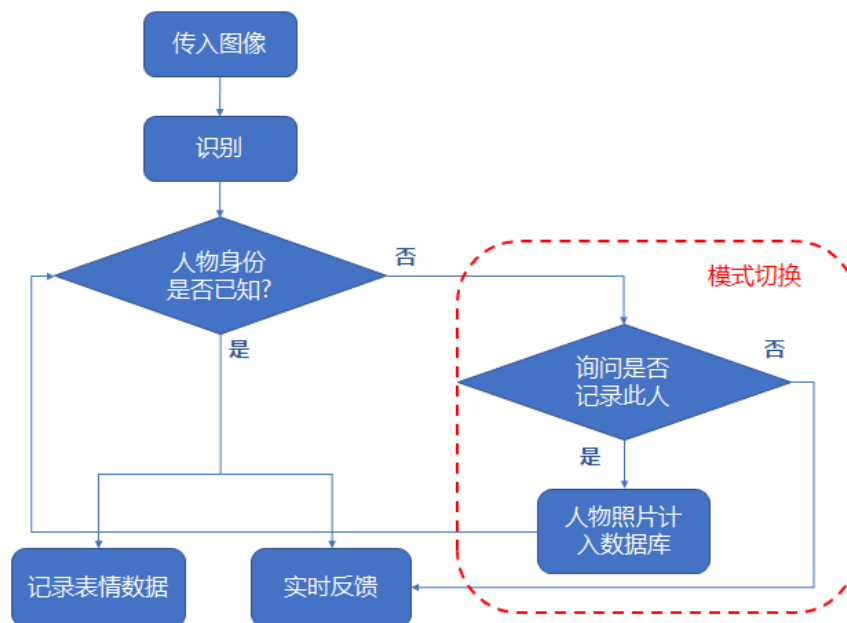 传入图像
识别
人物身份
是否已知?
否
模式切换
是
询问是否
记录此人
否
是
人物照片计
入数据库
记录表情数据
实时反馈